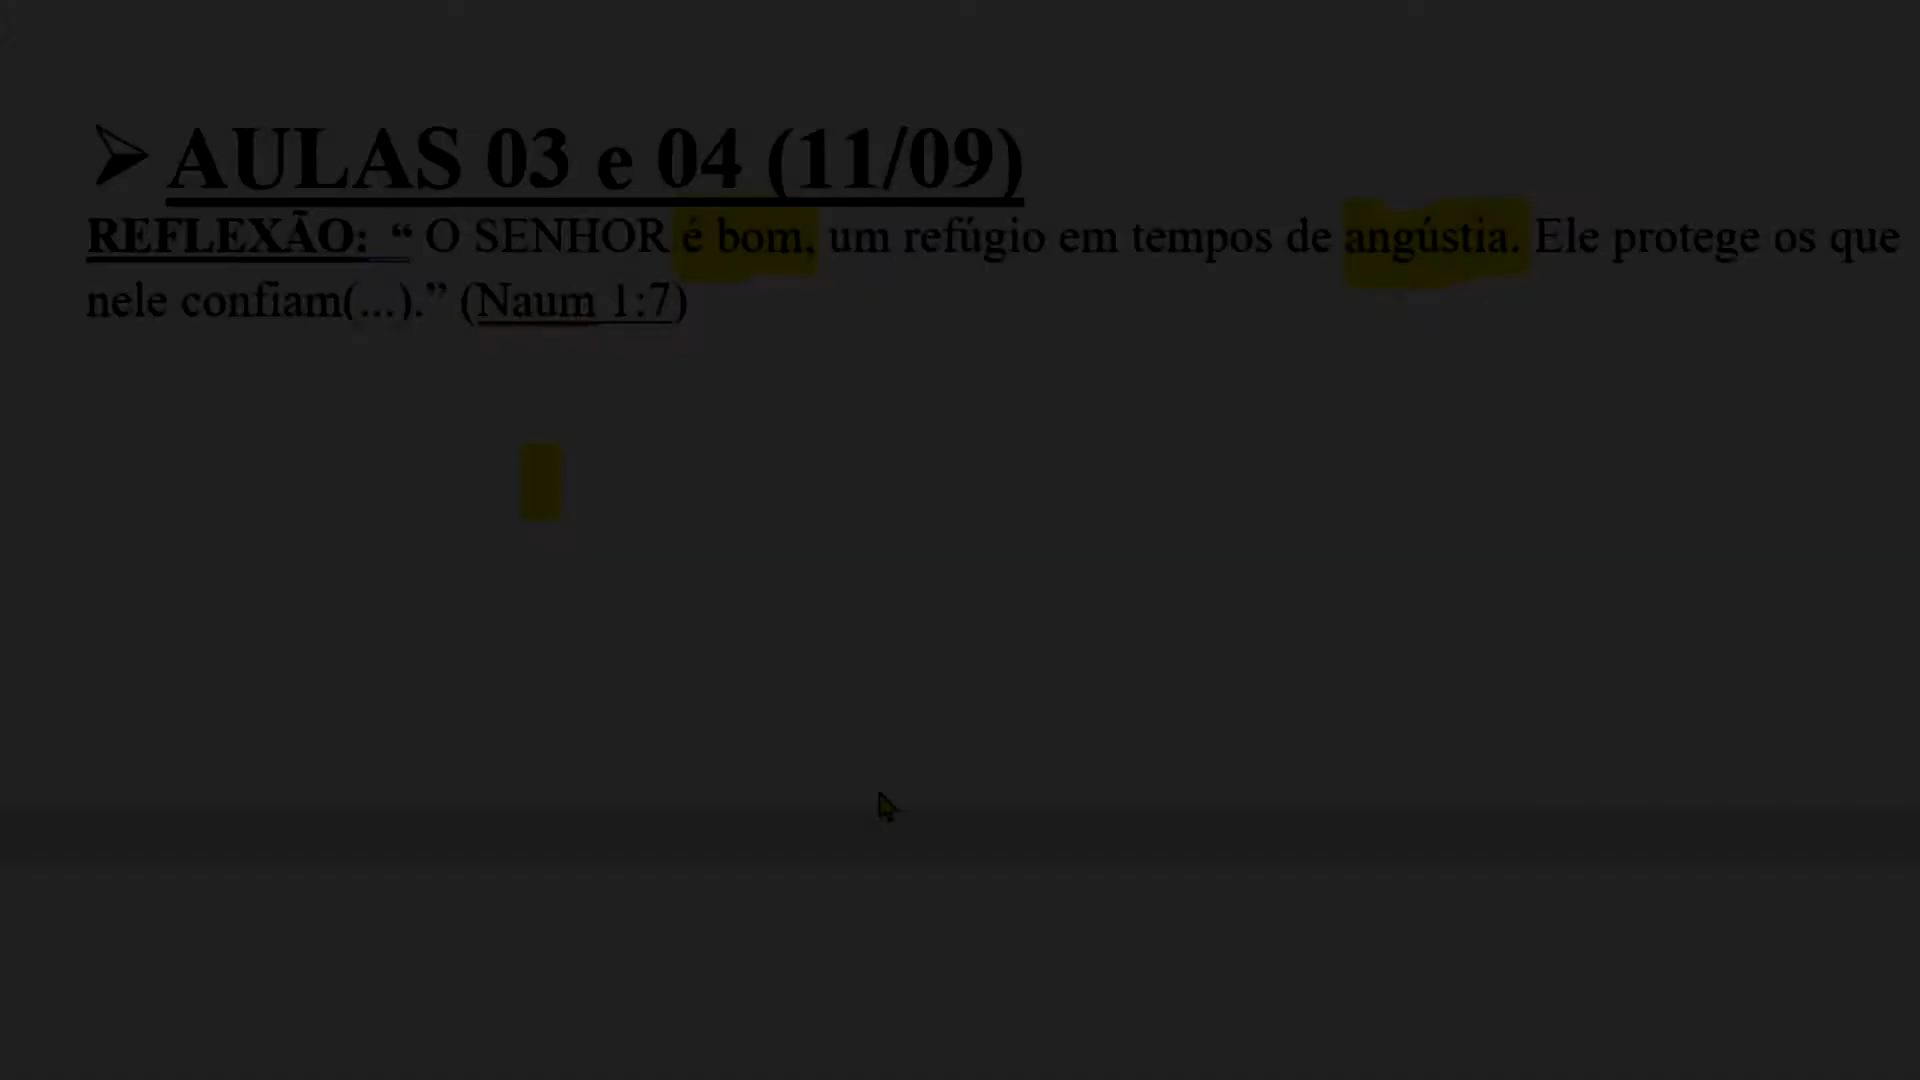 ➢ AULAS 03 e 04 (11/09)
REFLEXÃO: “ O SENHOR é bom, um refúgio em tempos de angústia. Ele protege os que
nele confiam(...).” (Naum 1:7)